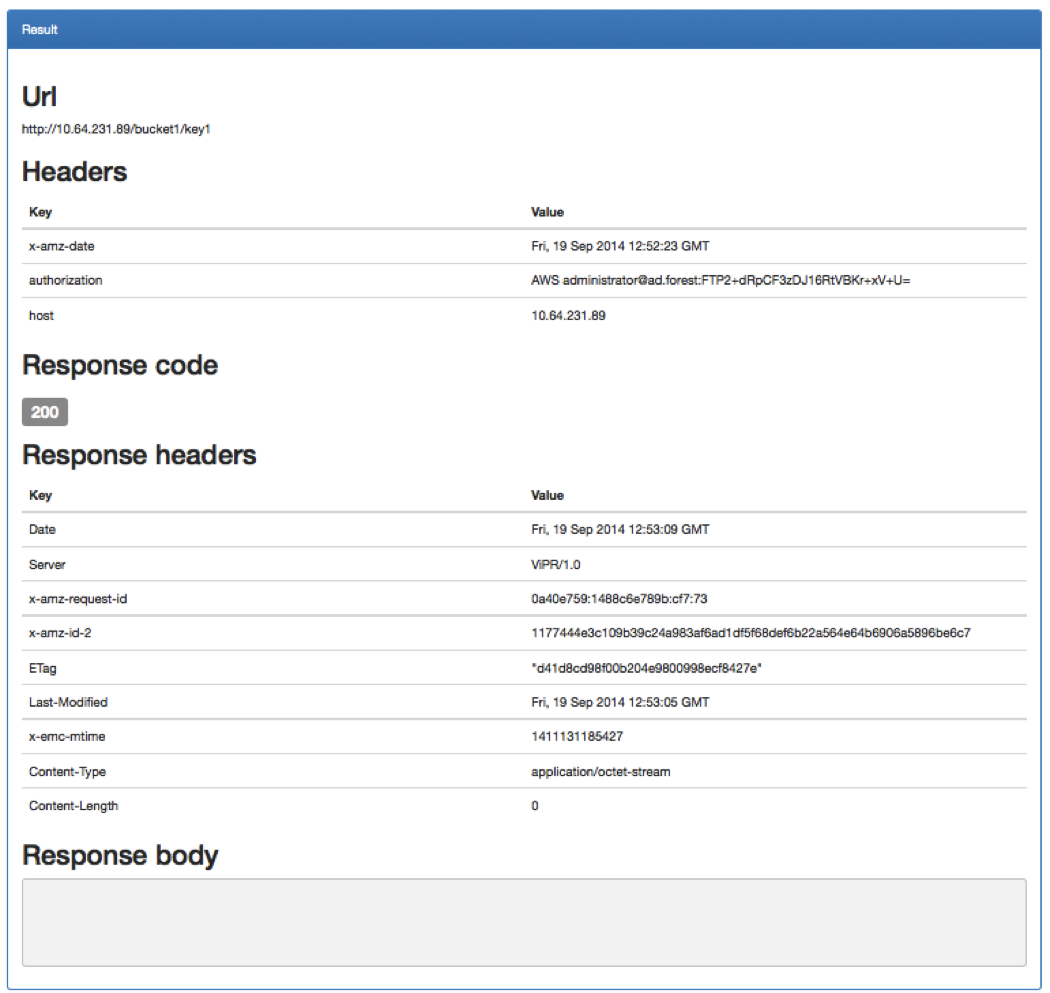 Result
Url
http://10.64.231.89/bucket1/key1
Headers
Key Value
x-amz-date Fri, 19 Sep 2014 12:52:23 GMT
authorization AWS administrator@ad.forest:FTP2+dRpCF3zDJ16RtVBKr+xV+U=
host 10.64.231.89
Response code
200
Response headers
Key Value
Date Fri, 19 Sep 2014 12:53:09 GMT
Server ViPR/1.0
x-amz-request-id 0a40e759:1488c6e789b:cf7:73
x-amz-id-2 1177444e3c109b39c24a983af6ad1df5f68def6b22a564e64b6906a5896be6c7
ETag "d41d8cd98f00b204e9800998ecf8427e"
Last-Modified Fri, 19 Sep 2014 12:53:05 GMT
x-emc-mtime 1411131185427
Content-Type application/octet-stream
Content-Length 0
Response body